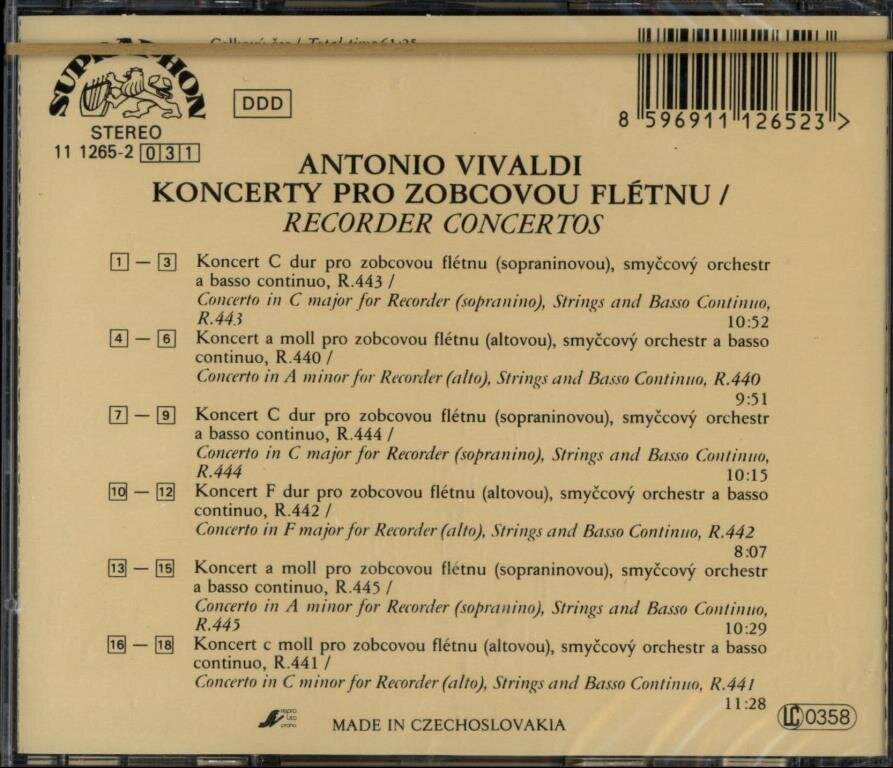 Celkový čas / Total time 61:25
SUPRAPHON
DDD
STEREO
11 1265-2 031
8 596911 126523 >
ANTONIO VIVALDI
KONCERTY PRO ZOBCOVOU FLÉTNU /
RECORDER CONCERTOS
1 — 3 Koncert C dur pro zobcovou flétnu (sopraninovou), smyčcový orchestr
a basso continuo, R.443 /
Concerto in C major for Recorder (sopranino), Strings and Basso Continuo,
R.443 10:52
4 — 6 Koncert a moll pro zobcovou flétnu (altovou), smyčcový orchestr a basso
continuo, R.440 /
Concerto in A minor for Recorder (alto), Strings and Basso Continuo, R.440
9:51
7 — 9 Koncert C dur pro zobcovou flétnu (sopraninovou), smyčcový orchestr
a basso continuo, R.444 /
Concerto in C major for Recorder (sopranino), Strings and Basso Continuo,
R.444 10:15
10 — 12 Koncert F dur pro zobcovou flétnu (altovou), smyčcový orchestr a basso
continuo, R.442 /
Concerto in F major for Recorder (alto), Strings and Basso Continuo, R.442
8:07
13 — 15 Koncert a moll pro zobcovou flétnu (sopraninovou), smyčcový orchestr
a basso continuo, R.445 /
Concerto in A minor for Recorder (sopranino), Strings and Basso Continuo,
R.445 10:29
16 — 18 Koncert c moll pro zobcovou flétnu (altovou), smyčcový orchestr a basso
continuo, R.441 /
Concerto in C minor for Recorder (alto), Strings and Basso Continuo, R.441
11:28
MADE IN CZECHOSLOVAKIA
LC 0358